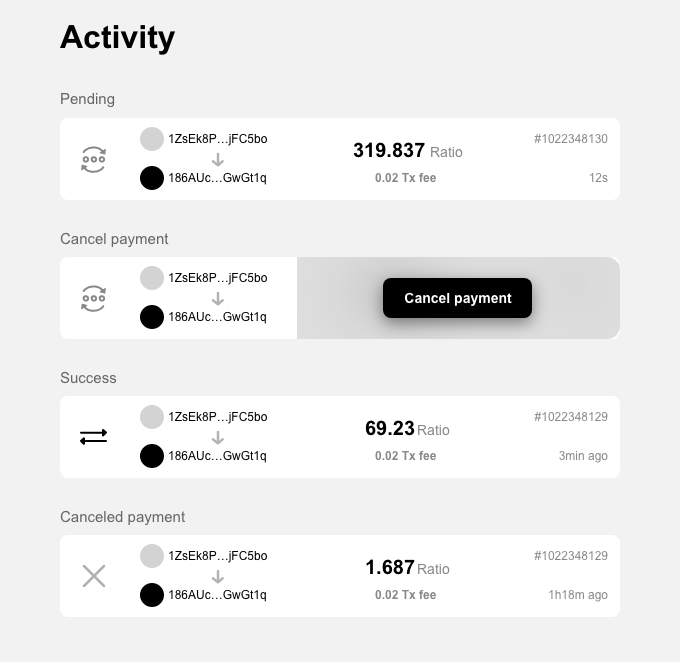 Activity
Pending
1ZsEk8P...jFC5bo
186AUc...GwGt1q
319.837 Ratio
0.02 Tx fee
#1022348130
12s
Cancel payment
1ZsEk8P...jFC5bo
186AUc...GwGt1q
Cancel payment
Success
1ZsEk8P...jFC5bo
186AUc...GwGt1q
69.23 Ratio
0.02 Tx fee
#1022348129
3min ago
Canceled payment
1ZsEk8P...jFC5bo
186AUc...GwGt1q
1.687 Ratio
0.02 Tx fee
#1022348129
1h18m ago